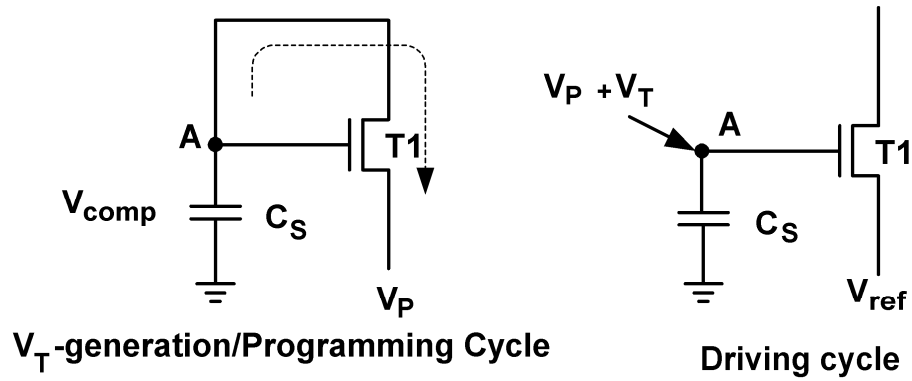 A
T1
V_comp
C_S
V_P
V_T-generation/Programming Cycle
V_P + V_T
A
T1
C_S
V_ref
Driving cycle